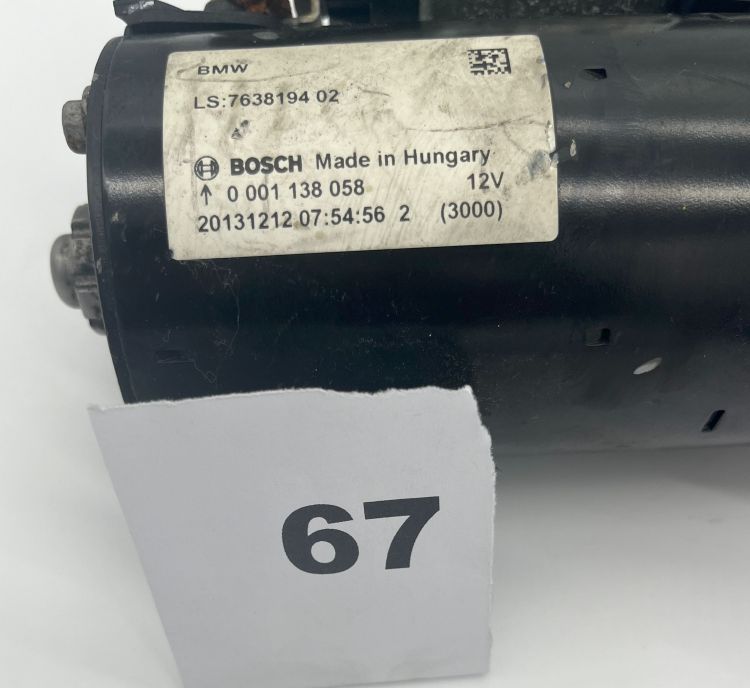 BMW
LS:7638194 02
BOSCH Made in Hungary
↑ 0 001 138 058 12V
20131212 07:54:56 2 (3000)
67